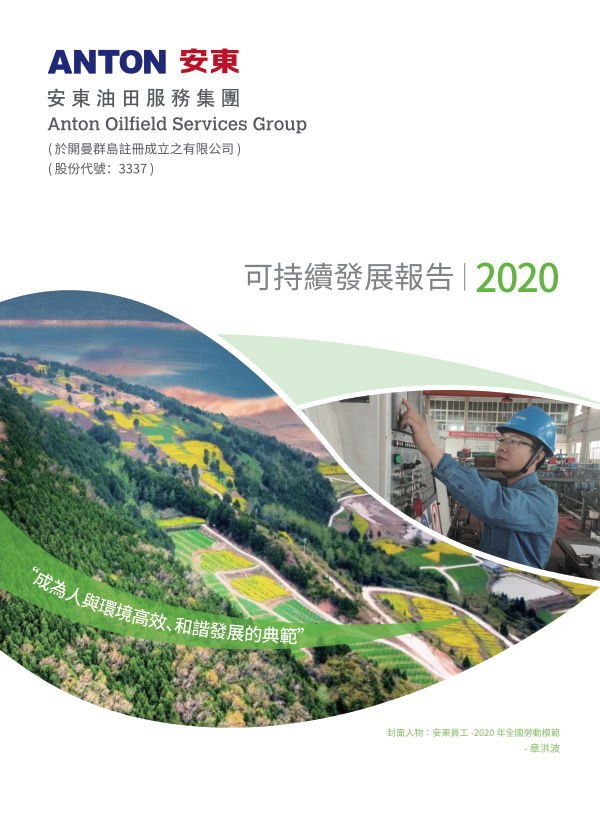 ANTON 安東
安東油田服務集團
Anton Oilfield Services Group
( 於開曼群島註冊成立之有限公司 )
( 股份代號：3337 )
可持續發展報告 | 2020
“成為人與環境高效、和諧發展的典範”
封面人物：安東員工 -2020 年全國勞動模範
- 章洪波